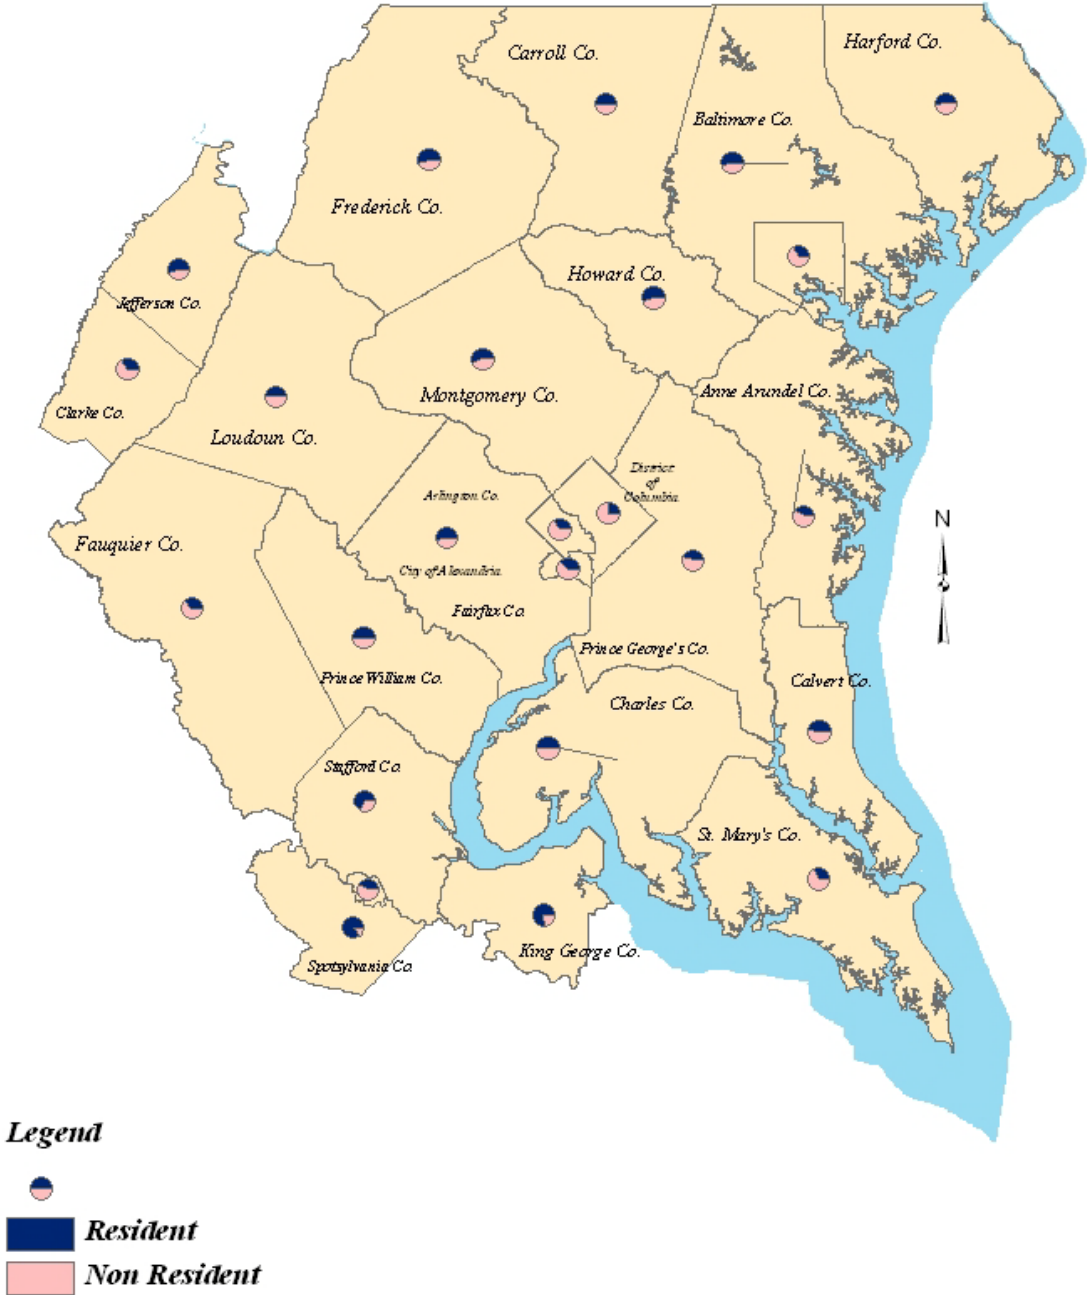 Carroll Co.
Harford Co.
Baltimore Co.
Frederick Co.
Howard Co.
Jefferson Co.
Montgomery Co.
Anne Arundel Co.
Clarke Co.
Loudoun Co.
District
of
Columbia
Arlington Co.
N
Fauquier Co.
City of Alexandria
Fairfax Co.
Prince George's Co.
Prince William Co.
Calvert Co.
Charles Co.
Stafford Co.
St. Mary's Co.
King George Co.
Spotsylvania Co.
Legend
Resident
Non Resident